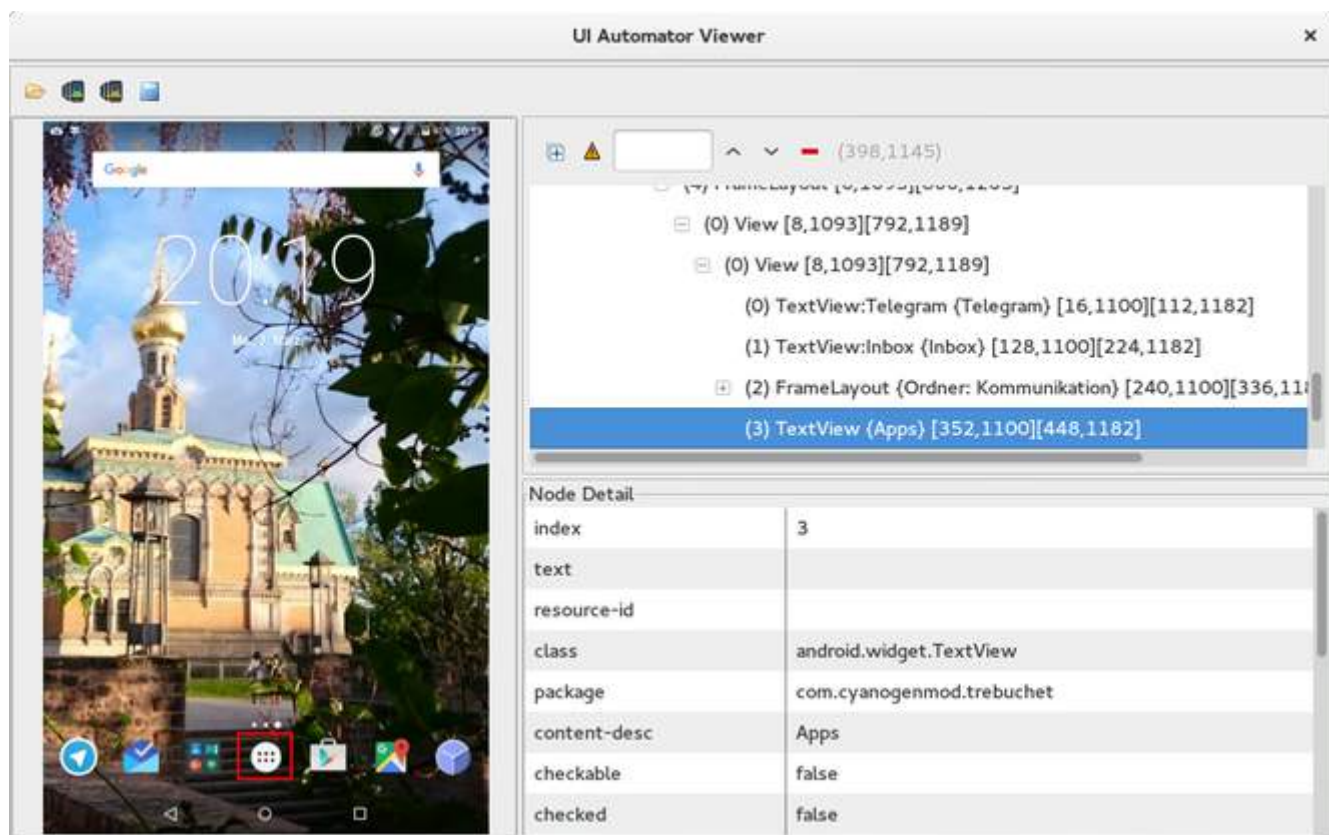 UI Automator Viewer
Google
20:19
(398,1145)
(0) View [8,1093][792,1189]
(0) View [8,1093][792,1189]
(0) TextView:Telegram {Telegram} [16,1100][112,1182]
(1) TextView:Inbox {Inbox} [128,1100][224,1182]
(2) FrameLayout {Ordner: Kommunikation} [240,1100][336,118
(3) TextView {Apps} [352,1100][448,1182]
Node Detail
index 3
text
resource-id
class android.widget.TextView
package com.cyanogenmod.trebuchet
content-desc Apps
checkable false
checked false